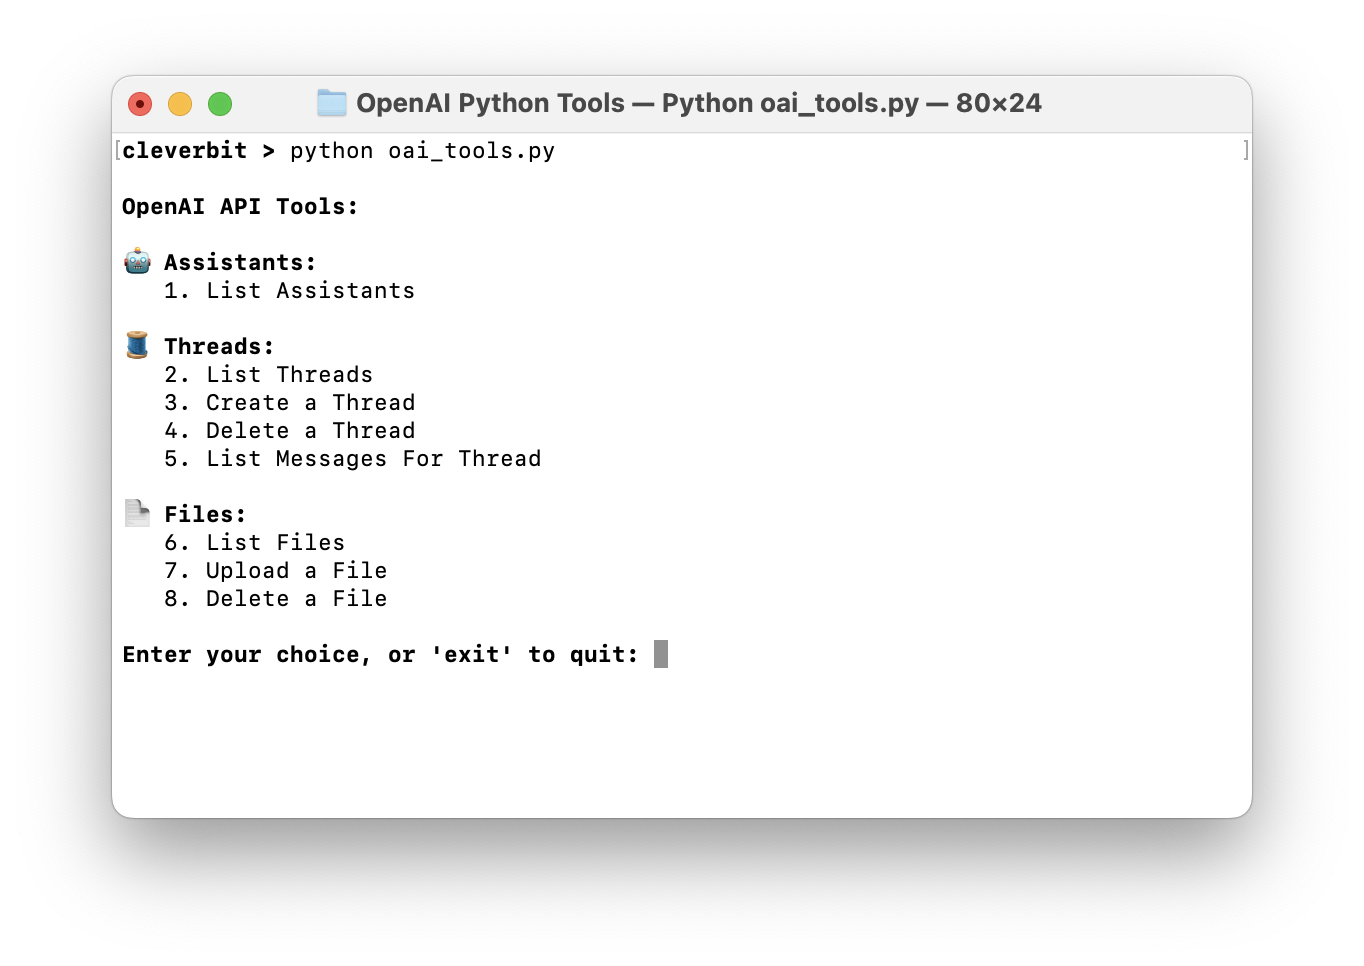 OpenAI Python Tools — Python oai_tools.py — 80×24
[cleverbit > python oai_tools.py ]
OpenAI API Tools:
🤖 Assistants:
1. List Assistants
🧵 Threads:
2. List Threads
3. Create a Thread
4. Delete a Thread
5. List Messages For Thread
📄 Files:
6. List Files
7. Upload a File
8. Delete a File
Enter your choice, or 'exit' to quit: